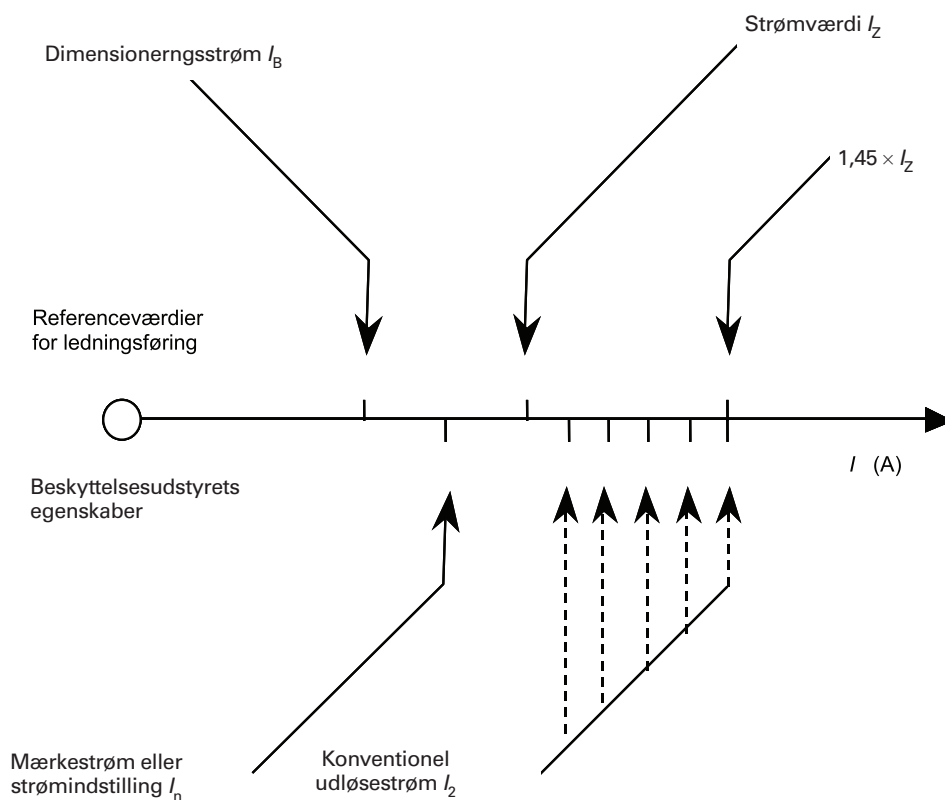 Strømværdi I_Z
Dimensionerngsstrøm I_B
1,45 × I_Z
Referenceværdier
for ledningsføring
I (A)
Beskyttelsesudstyrets
egenskaber
Mærkestrøm eller
strømindstilling I_n
Konventionel
udløsestrøm I_2